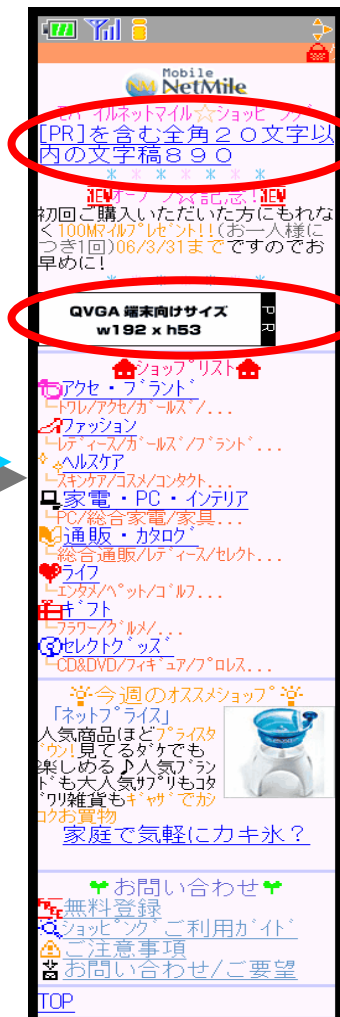 Mobile
NetMile
モバイルネットマイル☆ショッピング
[PR]を含む全角２０文字以
内の文字稿８９０
* * * * * *
NEWオープン☆記念!NEW
初回ご購入いただいた方にもれな
く100Mマイルプレゼント!!(お一人様に
つき1回)06/3/31までですのでお
早めに!
* * * * * *
QVGA 端末向けサイズ
w192 x h53
PR
ショップリスト
アクセ・ブランド
└トワレ/アクセ/ガールズ/...
ファッション
└レディース/ガールズ/ブランド...
ヘルスケア
└スキンケア/コスメ/コンタクト...
家電・PC・インテリア
└PC/総合家電/家具...
通販・カタログ
└総合通販/レディース/セレクト...
ライフ
└エンタメ/ペット/ゴルフ...
ギフト
└フラワー/グルメ/...
セレクトグッズ
└CD&DVD/フィギュア/プロレス...
今週のオススメショップ
「ネットプライス」
人気商品ほどプライスダ
ウン!見てるダケでも
楽しめる♪人気ブラン
ドも大人気サプリもコダ
ワリ雑貨もギャザでカシ
コクお買物
家庭で気軽にカキ氷？
お問い合わせ
FREE無料登録
ショッピングご利用ガイド
ご注意事項
お問い合わせ/ご要望
TOP